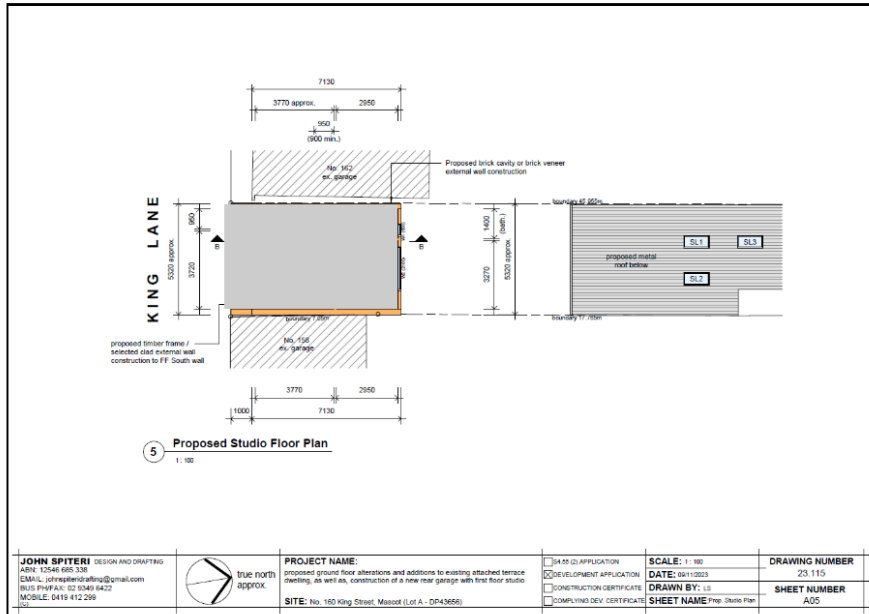 7130
3770 approx.
2950
950
(900 min.)
Proposed brick cavity or brick veneer
external wall construction
No. 162
ex. garage
KING LANE
5320 approx.
950
3720
B
B
1400
(bath.)
3270
5320 approx.
boundary 7.05m
No. 158
ex. garage
proposed timber frame /
selected clad external wall
construction to FF South wall
3770
2950
1000
7130
proposed metal
roof below
SL1
SL2
SL3
5
Proposed Studio Floor Plan
1 : 100
JOHN SPITERI DESIGN AND DRAFTING
ABN: 12546 685 338
EMAIL: johnspiteridrafting@gmail.com
BUS PH/FAX: 02 9349 6422
MOBILE: 0419 412 299
(C)
true north
approx.
PROJECT NAME:
proposed ground floor alterations and additions to existing attached terrace
dwelling, as well as, construction of a new rear garage with first floor studio
SITE: No. 160 King Street, Mascot (Lot A - DP43656)
S4.55 (2) APPLICATION
DEVELOPMENT APPLICATION
CONSTRUCTION CERTIFICATE
COMPLYING DEV. CERTIFICATE
SCALE: 1 : 100
DATE: 09/11/2023
DRAWN BY: LS
SHEET NAME: Prop. Studio Plan
DRAWING NUMBER
23.115
SHEET NUMBER
A05